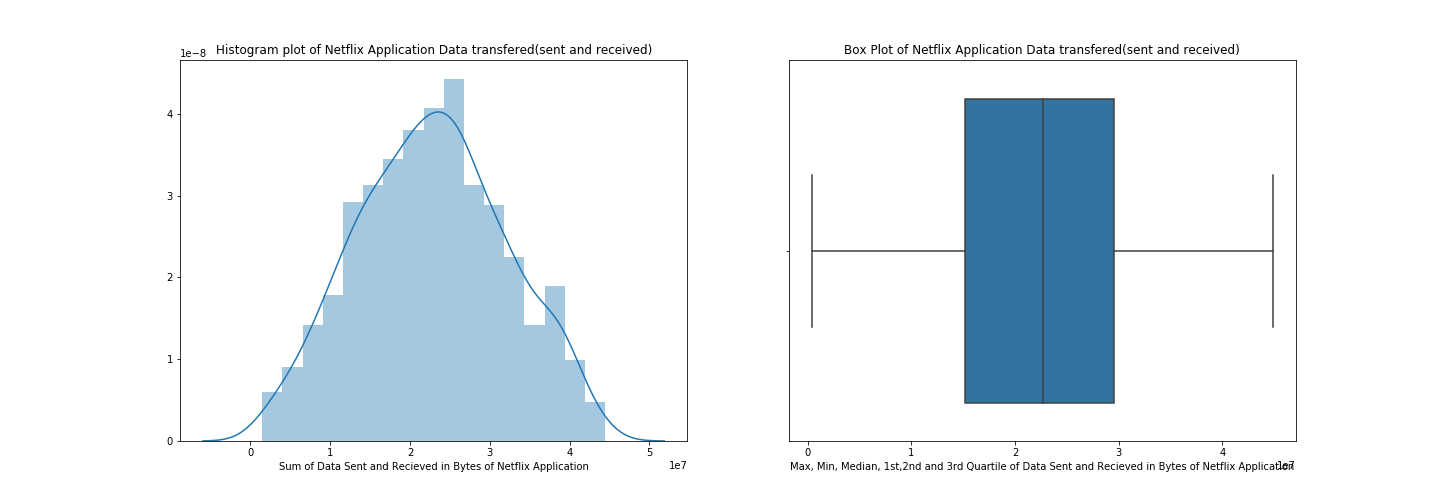 Histogram plot of Netflix Application Data transfered(sent and received)
1e−8
4
3
2
1
0
0 1 2 3 4 5
1e7
Sum of Data Sent and Recieved in Bytes of Netflix Application
Box Plot of Netflix Application Data transfered(sent and received)
0 1 2 3 4
1e7
Max, Min, Median, 1st,2nd and 3rd Quartile of Data Sent and Recieved in Bytes of Netflix Application